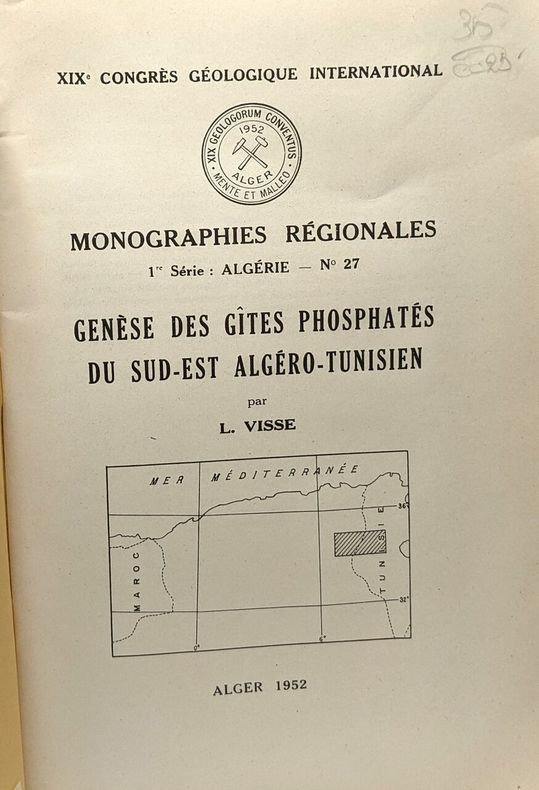 35
XIXe CONGRÈS GÉOLOGIQUE INTERNATIONAL
XIX GEOLOGORUM CONVENTUS
1952
ALGER
MENTE ET MALLEO
MONOGRAPHIES RÉGIONALES
1re Série : ALGÉRIE — No 27
GENÈSE DES GÎTES PHOSPHATÉS
DU SUD-EST ALGÉRO-TUNISIEN
par
L. VISSE
MER MÉDITERRANÉE
36°
MAROC
TUNISIE
32°
0°
6°
ALGER 1952